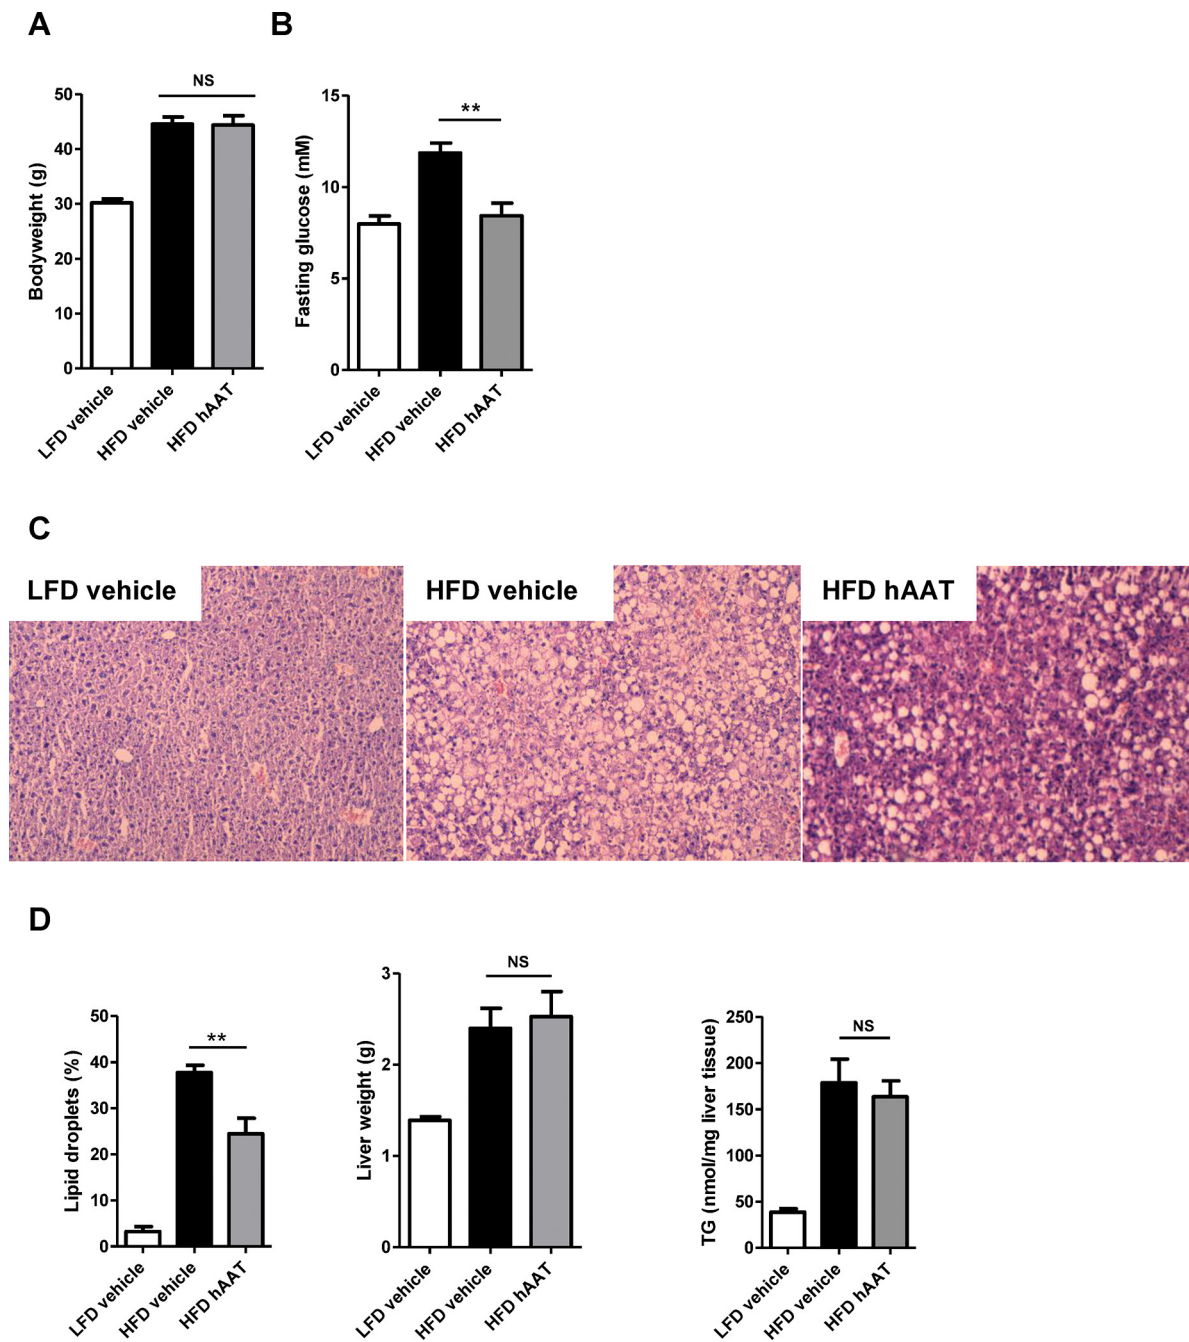 A
B
NS
50
40
30
20
10
0
Bodyweight (g)
LFD vehicle
HFD vehicle
HFD hAAT
**
15
10
5
0
Fasting glucose (mM)
LFD vehicle
HFD vehicle
HFD hAAT
C
LFD vehicle
HFD vehicle
HFD hAAT
D
**
50
40
30
20
10
0
Lipid droplets (%)
LFD vehicle
HFD vehicle
HFD hAAT
NS
3
2
1
0
Liver weight (g)
LFD vehicle
HFD vehicle
HFD hAAT
NS
250
200
150
100
50
0
TG (nmol/mg liver tissue)
LFD vehicle
HFD vehicle
HFD hAAT